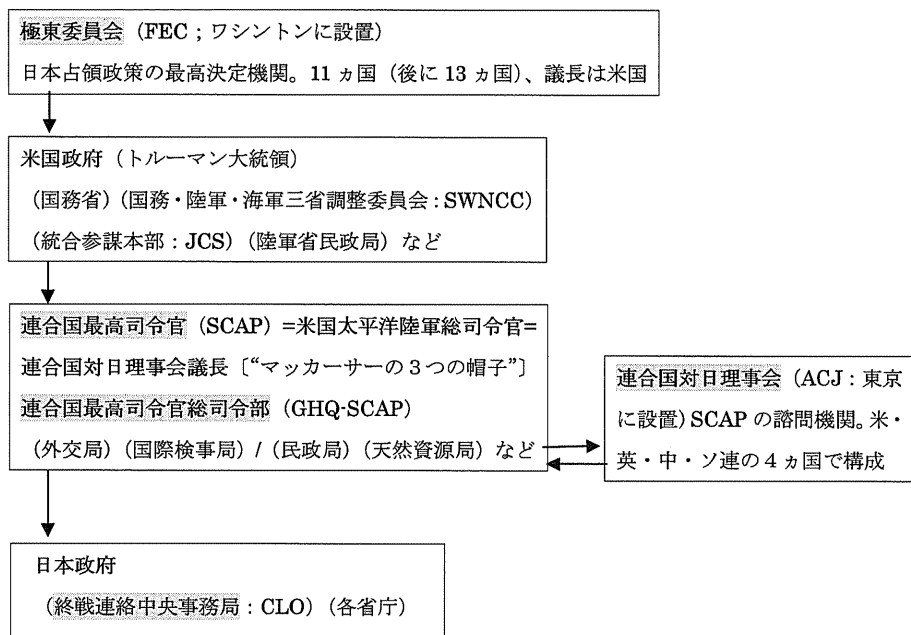 極東委員会（FEC；ワシントンに設置）
日本占領政策の最高決定機関。11 ヵ国（後に 13 ヵ国）、議長は米国
米国政府（トルーマン大統領）
（国務省）（国務・陸軍・海軍三省調整委員会：SWNCC）
（統合参謀本部：JCS）（陸軍省民政局）など
連合国最高司令官（SCAP）=米国太平洋陸軍総司令官=
連合国対日理事会議長〔“マッカーサーの３つの帽子”〕
連合国最高司令官総司令部（GHQ-SCAP）
（外交局）（国際検事局）/（民政局）（天然資源局）など
連合国対日理事会（ACJ：東京
に設置）SCAP の諮問機関。米・
英・中・ソ連の４ヵ国で構成
日本政府
（終戦連絡中央事務局：CLO）（各省庁）